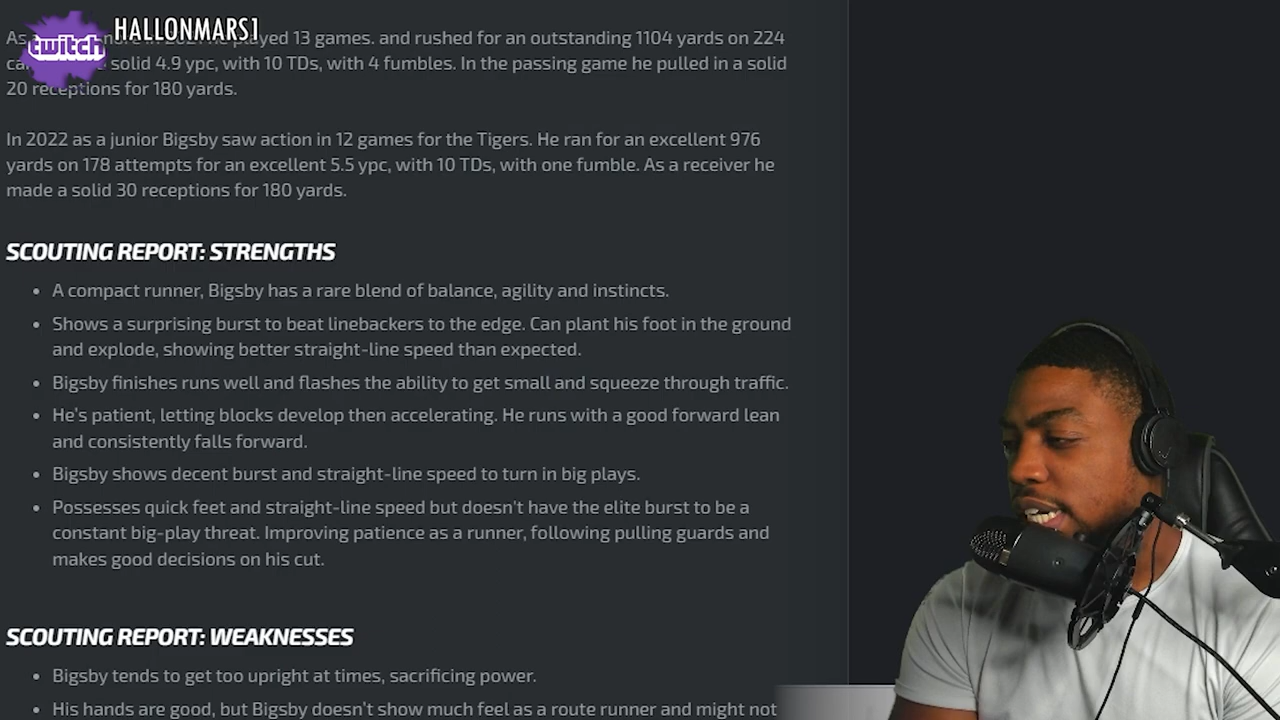 HALLONMARS1
twitch
As played 13 games. and rushed for an outstanding 1104 yards on 224
solid 4.9 ypc, with 10 TDs, with 4 fumbles. In the passing game he pulled in a solid
20 receptions for 180 yards.
In 2022 as a junior Bigsby saw action in 12 games for the Tigers. He ran for an excellent 976
yards on 178 attempts for an excellent 5.5 ypc, with 10 TDs, with one fumble. As a receiver he
made a solid 30 receptions for 180 yards.
SCOUTING REPORT: STRENGTHS
• A compact runner, Bigsby has a rare blend of balance, agility and instincts.
• Shows a surprising burst to beat linebackers to the edge. Can plant his foot in the ground
and explode, showing better straight-line speed than expected.
• Bigsby finishes runs well and flashes the ability to get small and squeeze through traffic.
• He's patient, letting blocks develop then accelerating. He runs with a good forward lean
and consistently falls forward.
• Bigsby shows decent burst and straight-line speed to turn in big plays.
• Possesses quick feet and straight-line speed but doesn't have the elite burst to be a
constant big-play threat. Improving patience as a runner, following pulling guards and
makes good decisions on his cut.
SCOUTING REPORT: WEAKNESSES
• Bigsby tends to get too upright at times, sacrificing power.
• His hands are good, but Bigsby doesn't show much feel as a route runner and might not